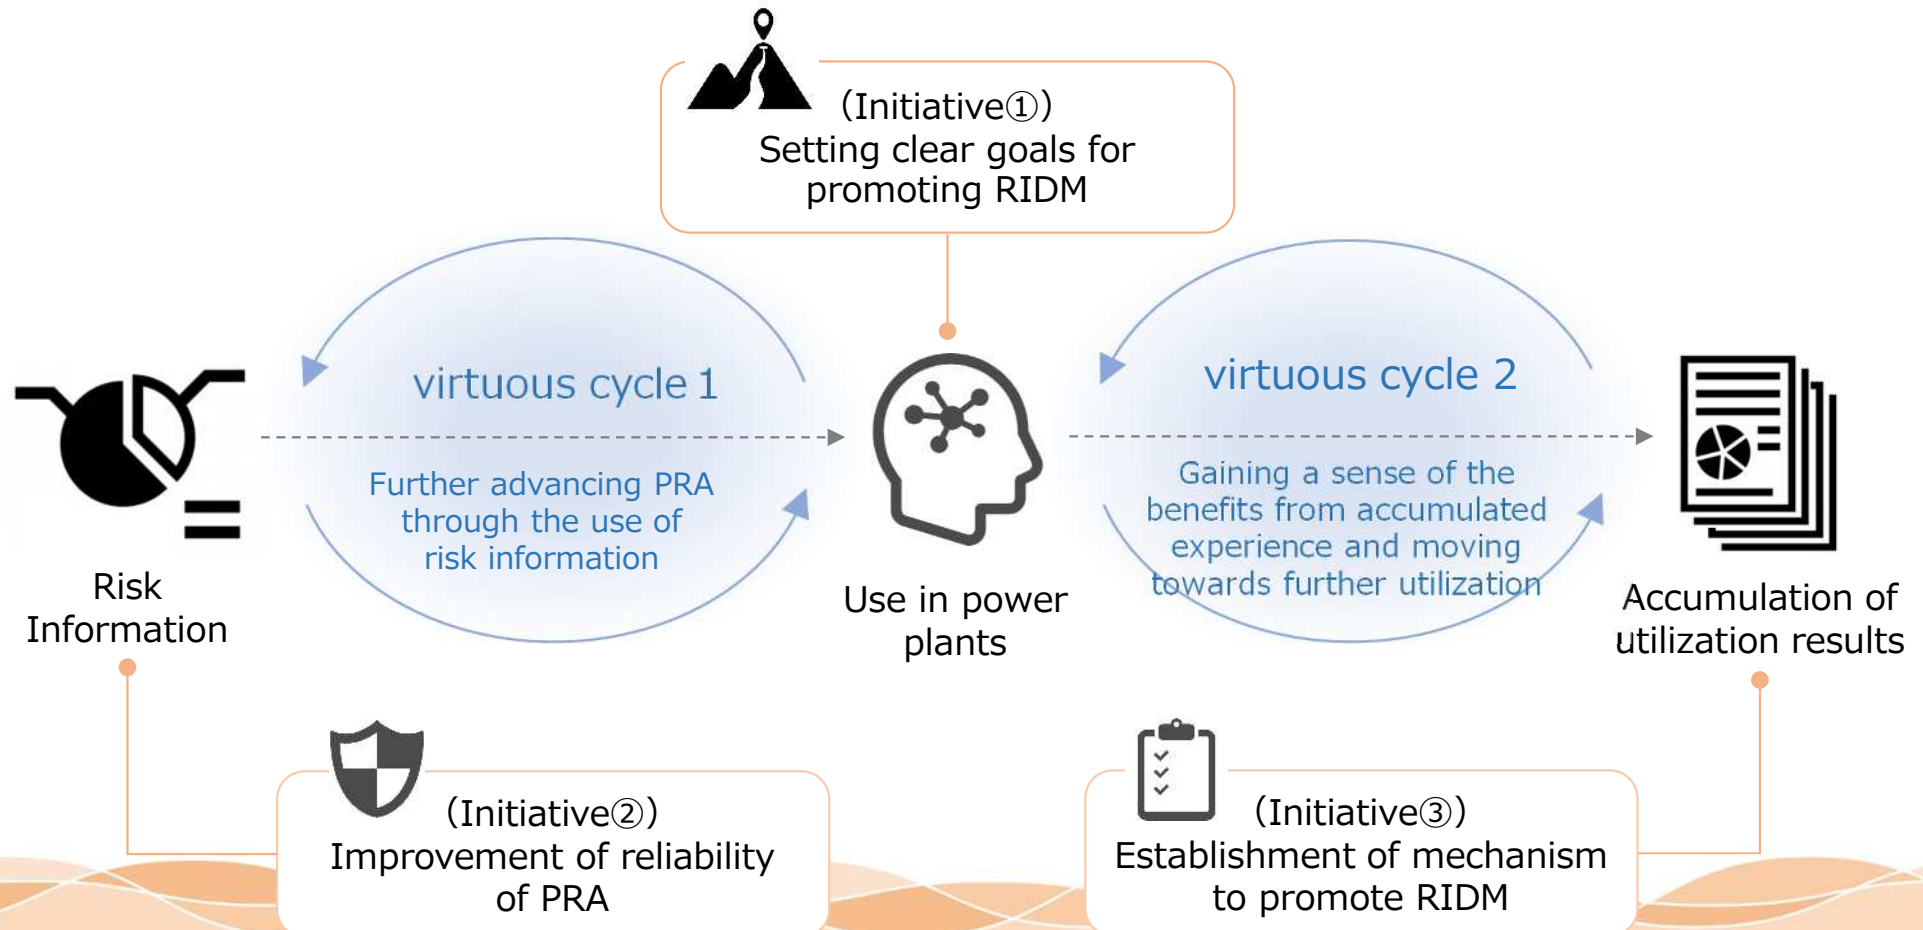 （Initiative①）
Setting clear goals for
promoting RIDM
virtuous cycle 1
Further advancing PRA
through the use of
risk information
virtuous cycle 2
Gaining a sense of the
benefits from accumulated
experience and moving
towards further utilization
Risk
Information
Use in power
plants
Accumulation of
utilization results
（Initiative②）
Improvement of reliability
of PRA
（Initiative③）
Establishment of mechanism
to promote RIDM